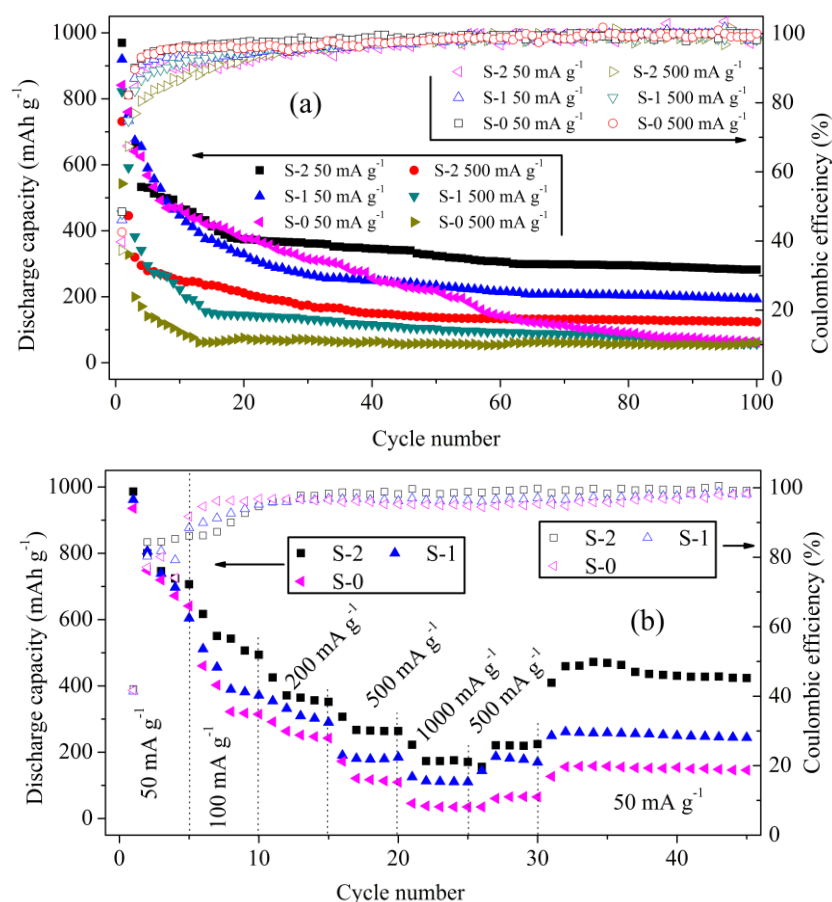 (a)
Discharge capacity (mAh g⁻¹)
1000
800
600
400
200
0
100
80
60
40
20
0
Coulombic efficeincy (%)
S-2 50 mA g⁻¹ S-2 500 mA g⁻¹
S-1 50 mA g⁻¹ S-1 500 mA g⁻¹
S-0 50 mA g⁻¹ S-0 500 mA g⁻¹
S-2 50 mA g⁻¹ S-2 500 mA g⁻¹
S-1 50 mA g⁻¹ S-1 500 mA g⁻¹
S-0 50 mA g⁻¹ S-0 500 mA g⁻¹
0 20 40 60 80 100
Cycle number
(b)
Discharge capacity (mAh g⁻¹)
1000
800
600
400
200
0
100
80
60
40
20
0
Coulombic efficiency (%)
S-2 S-1
S-0
S-2 S-1
S-0
50 mA g⁻¹
100 mA g⁻¹
200 mA g⁻¹
500 mA g⁻¹
1000 mA g⁻¹
500 mA g⁻¹
50 mA g⁻¹
0 10 20 30 40
Cycle number